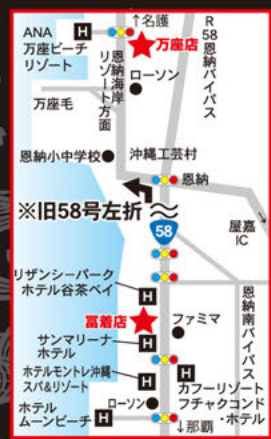 ↑名護
ANA
万座ビーチ
リゾート
H
万座店
R58恩納バイパス
恩納海岸
リゾート方面
ローソン
万座毛
恩納小中学校
沖縄工芸村
恩納
※旧58号左折
屋嘉
IC
58
リザンシーパーク
ホテル谷茶ベイ
H
冨着店
ファミマ
恩納南バイパス
サンマリーナ
ホテル
H
ホテルモントレ沖縄
スパ&リゾート
H
H
カフーリゾート
フチャクコンド
・ホテル
ローソン
ホテル
ムーンビーチ
H
↓那覇